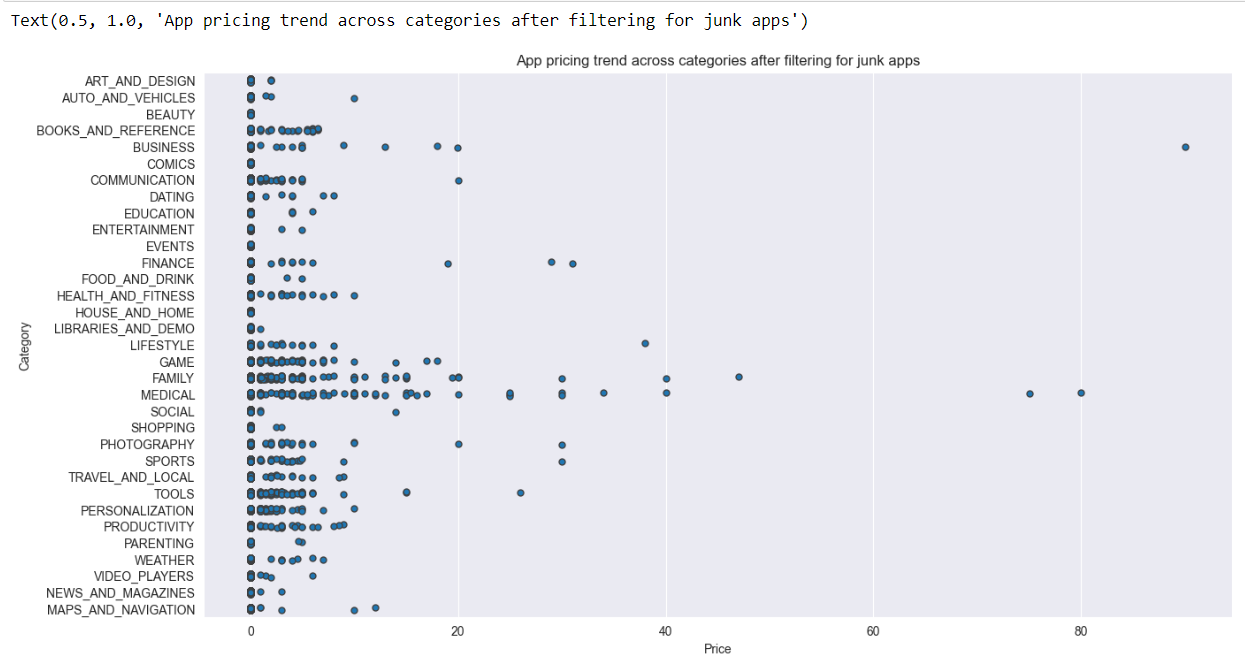 Text(0.5, 1.0, 'App pricing trend across categories after filtering for junk apps')
App pricing trend across categories after filtering for junk apps
ART_AND_DESIGN
AUTO_AND_VEHICLES
BEAUTY
BOOKS_AND_REFERENCE
BUSINESS
COMICS
COMMUNICATION
DATING
EDUCATION
ENTERTAINMENT
EVENTS
FINANCE
FOOD_AND_DRINK
HEALTH_AND_FITNESS
HOUSE_AND_HOME
LIBRARIES_AND_DEMO
LIFESTYLE
GAME
FAMILY
MEDICAL
SOCIAL
SHOPPING
PHOTOGRAPHY
SPORTS
TRAVEL_AND_LOCAL
TOOLS
PERSONALIZATION
PRODUCTIVITY
PARENTING
WEATHER
VIDEO_PLAYERS
NEWS_AND_MAGAZINES
MAPS_AND_NAVIGATION
Category
0 20 40 60 80
Price